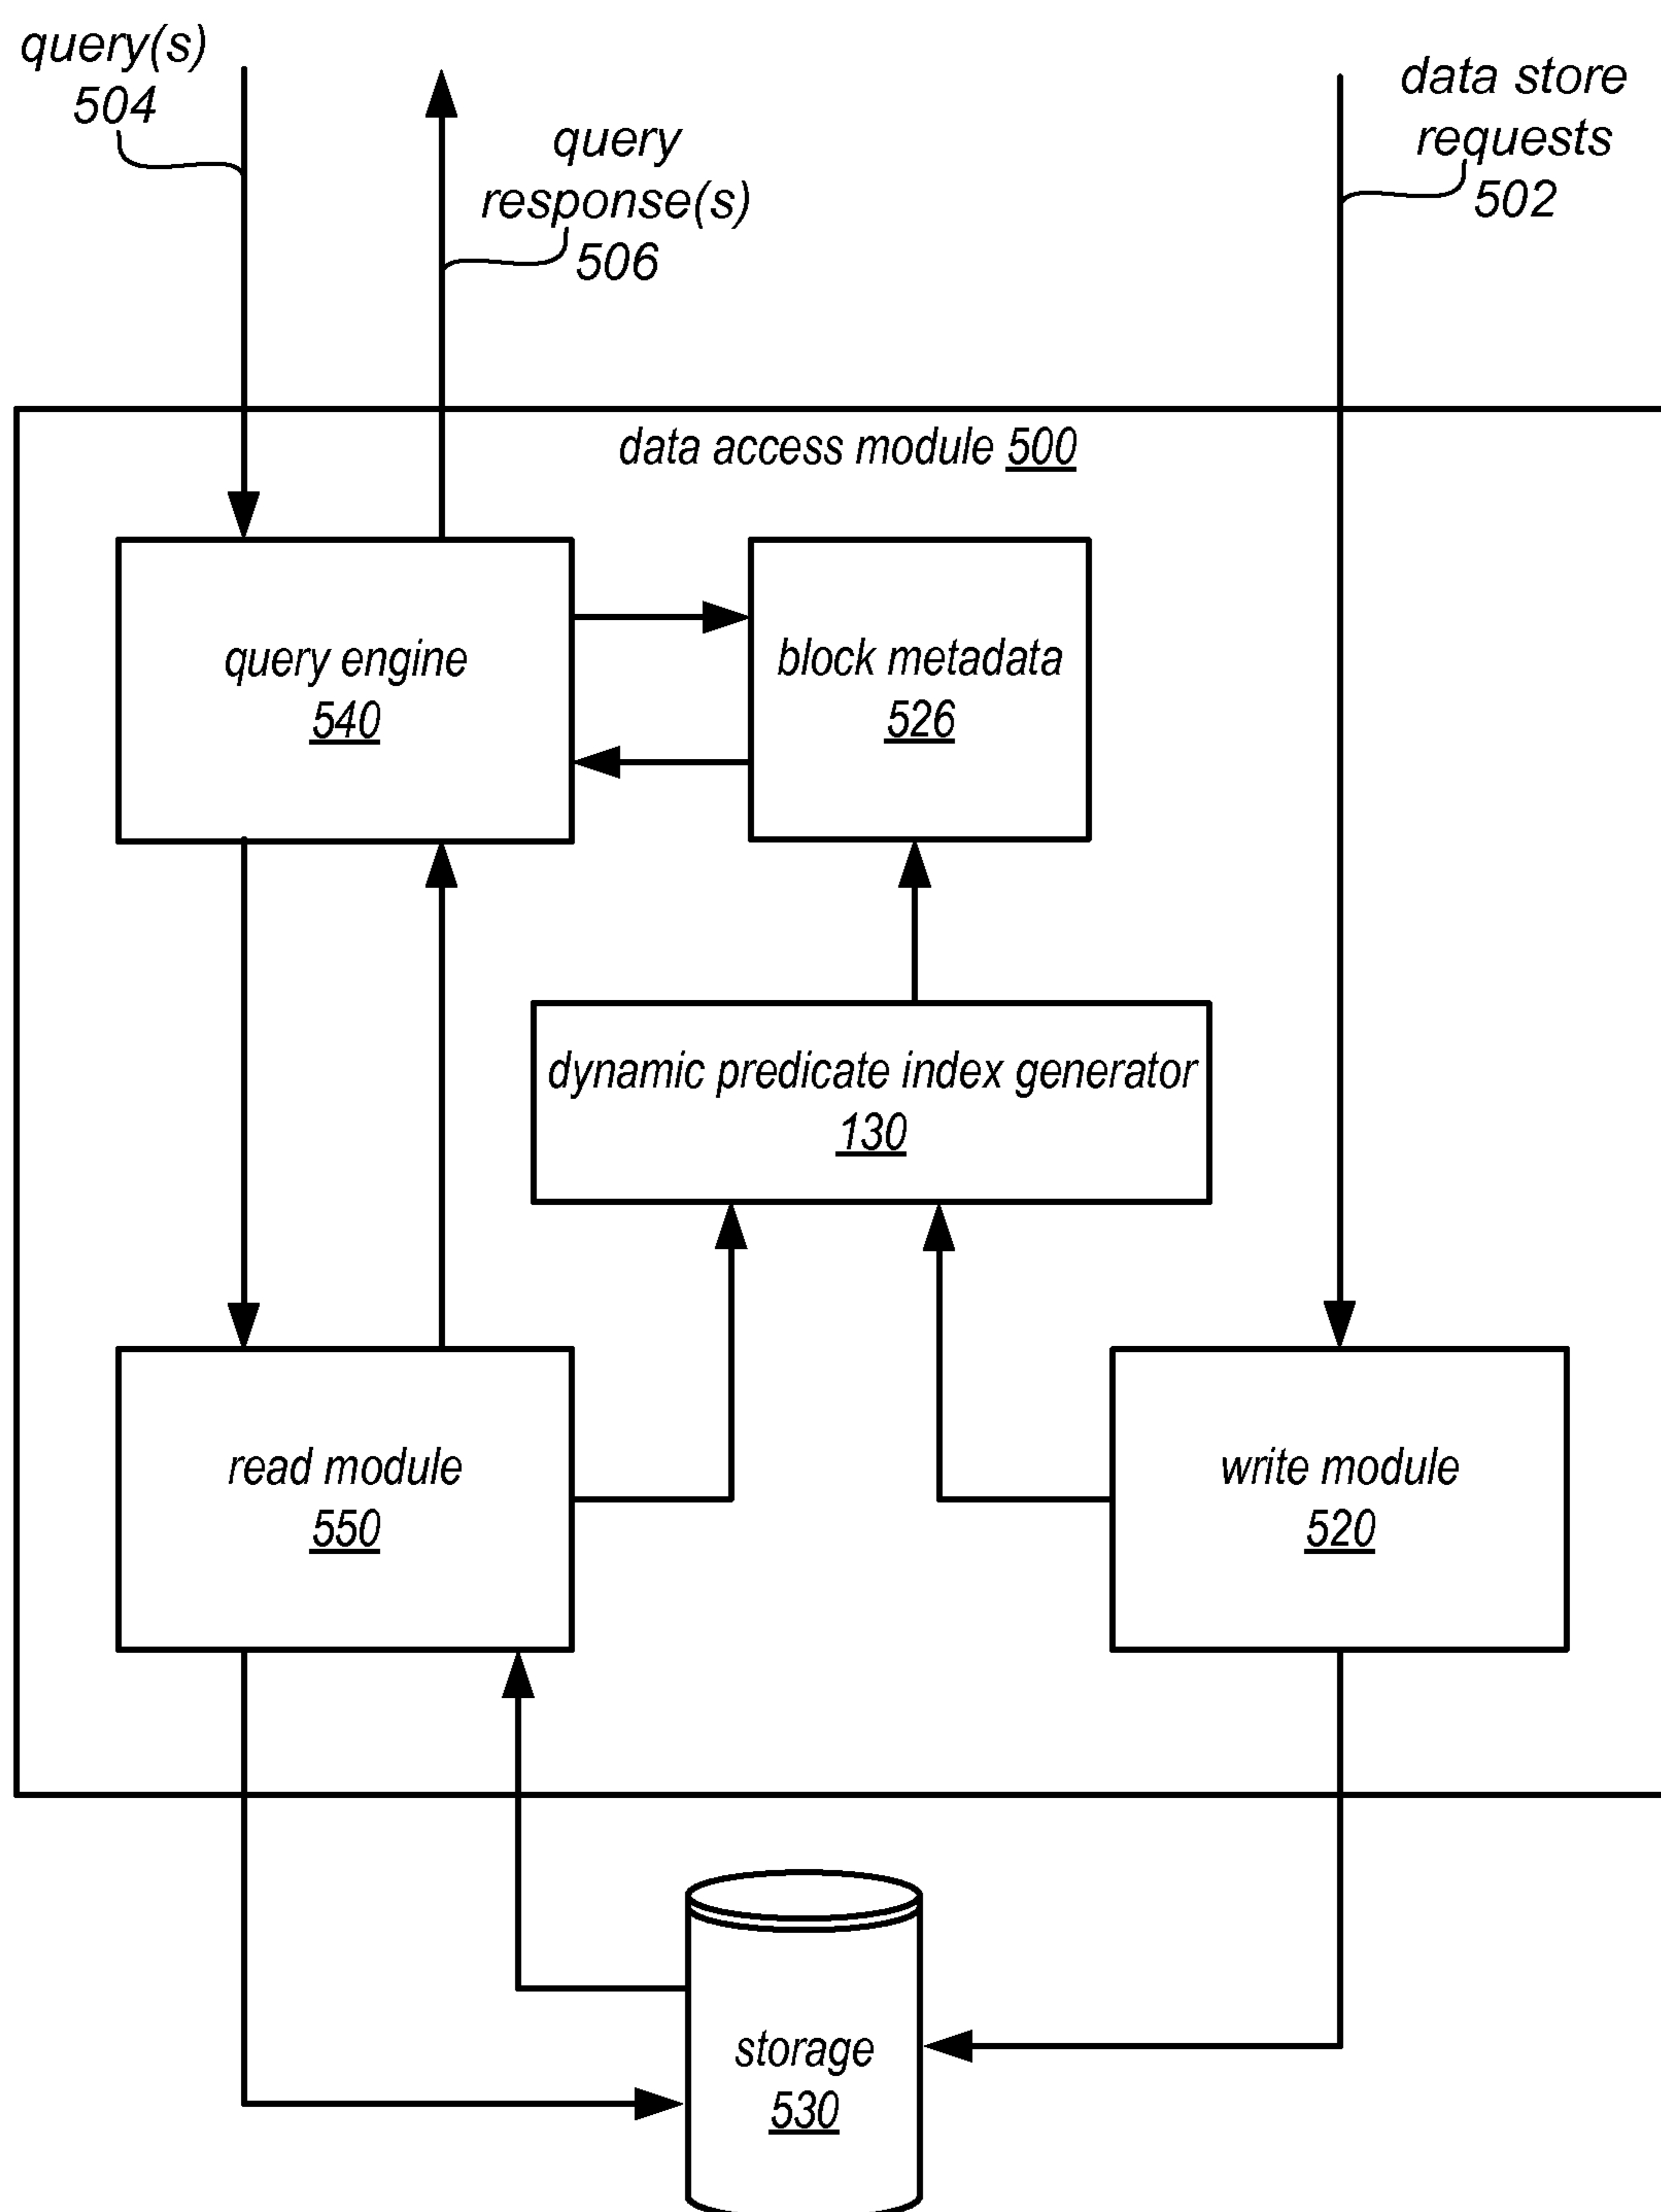 query(s)
504
query
response(s)
506
data store
requests
502
data access module 500
query engine
540
block metadata
526
dynamic predicate index generator
130
read module
550
write module
520
storage
530